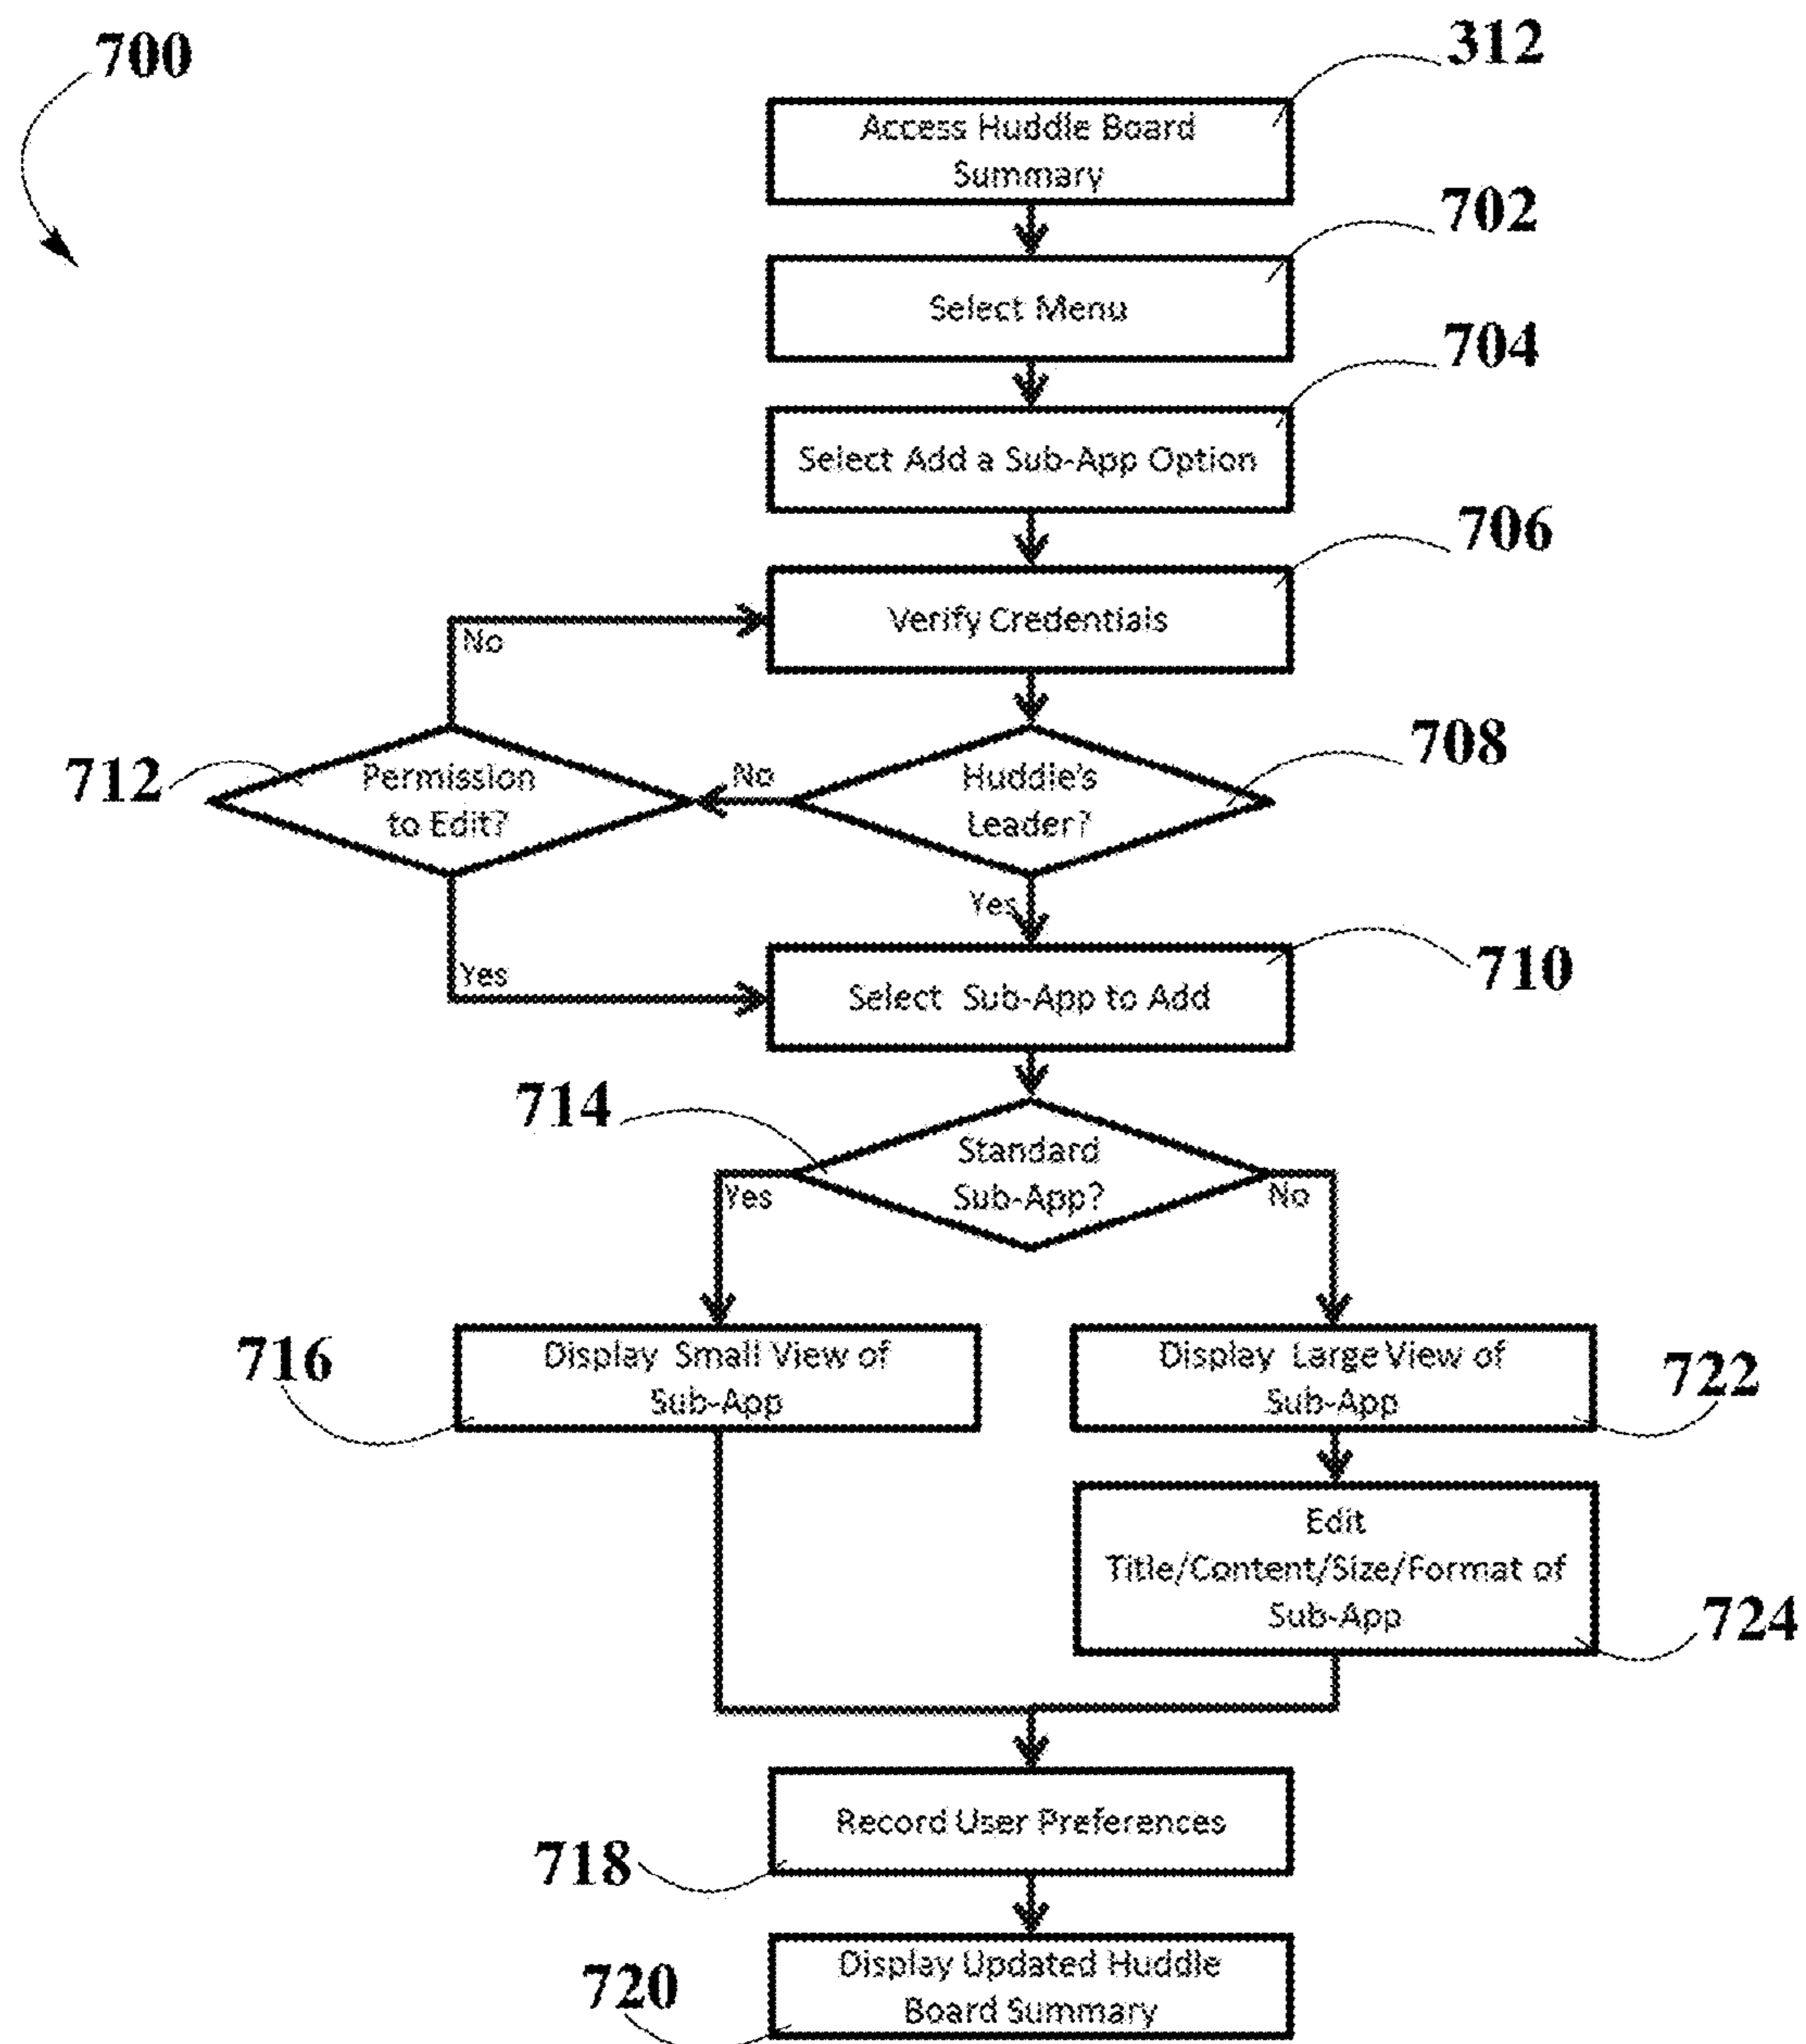 700
312
Access Huddle Board
Summary
702
Select Menu
704
Select Add a Sub-App Option
706
Verify Credentials
No
712
Permission
to Edit?
No
Huddle's
Leader?
708
Yes
Yes
Select Sub-App to Add
710
714
Standard
Sub-App?
Yes
No
716
Display Small View of
Sub-App
Display Large View of
Sub-App
722
Edit
Title/Content/Size/Format of
Sub-App
724
Record User Preferences
718
Display Updated Huddle
Board Summary
720